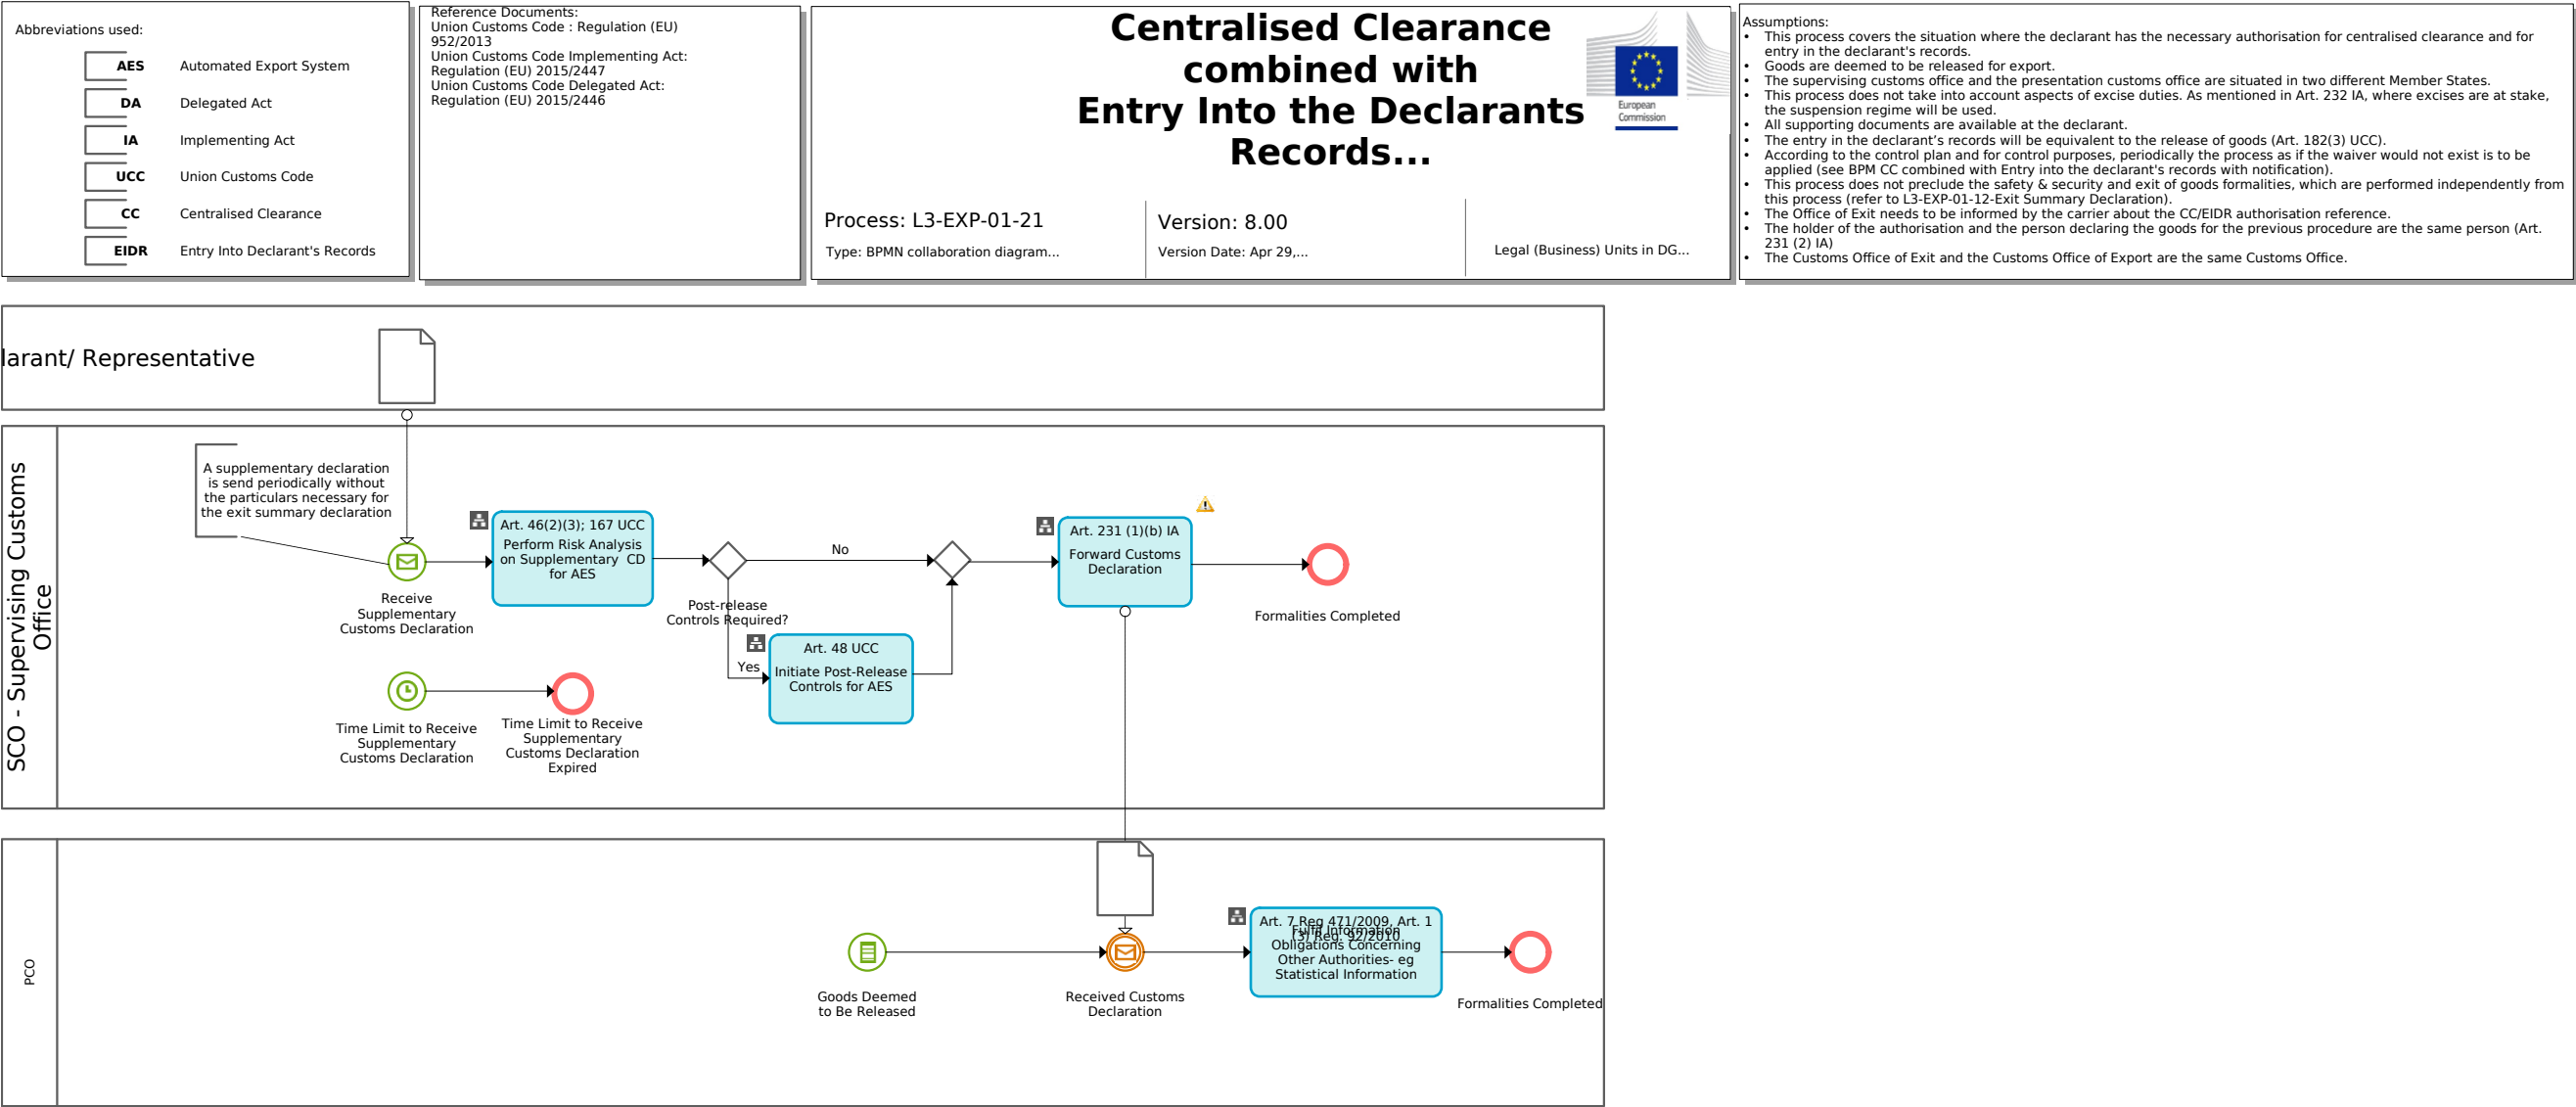 Abbreviations used:
AES Automated Export System
DA Delegated Act
IA Implementing Act
UCC Union Customs Code
CC Centralised Clearance
EIDR Entry Into Declarant's Records
Reference Documents:
Union Customs Code : Regulation (EU)
952/2013
Union Customs Code Implementing Act:
Regulation (EU) 2015/2447
Union Customs Code Delegated Act:
Regulation (EU) 2015/2446
Centralised Clearance
combined with
Entry Into the Declarants
Records...
European
Commission
Process: L3-EXP-01-21
Version: 8.00
Type: BPMN collaboration diagram...
Version Date: Apr 29,...
Legal (Business) Units in DG...
Assumptions:
• This process covers the situation where the declarant has the necessary authorisation for centralised clearance and for
entry in the declarant's records.
• Goods are deemed to be released for export.
• The supervising customs office and the presentation customs office are situated in two different Member States.
• This process does not take into account aspects of excise duties. As mentioned in Art. 232 IA, where excises are at stake,
the suspension regime will be used.
• All supporting documents are available at the declarant.
• The entry in the declarant’s records will be equivalent to the release of goods (Art. 182(3) UCC).
• According to the control plan and for control purposes, periodically the process as if the waiver would not exist is to be
applied (see BPM CC combined with Entry into the declarant's records with notification).
• This process does not preclude the safety & security and exit of goods formalities, which are performed independently from
this process (refer to L3-EXP-01-12-Exit Summary Declaration).
• The Office of Exit needs to be informed by the carrier about the CC/EIDR authorisation reference.
• The holder of the authorisation and the person declaring the goods for the previous procedure are the same person (Art.
231 (2) IA)
• The Customs Office of Exit and the Customs Office of Export are the same Customs Office.
larant/ Representative
SCO - Supervising Customs
Office
A supplementary declaration
is send periodically without
the particulars necessary for
the exit summary declaration
Receive
Supplementary
Customs Declaration
Art. 46(2)(3); 167 UCC
Perform Risk Analysis
on Supplementary CD
for AES
Post-release
Controls Required?
No
Yes
Art. 48 UCC
Initiate Post-Release
Controls for AES
Art. 231 (1)(b) IA
Forward Customs
Declaration
Formalities Completed
Time Limit to Receive
Supplementary
Customs Declaration
Time Limit to Receive
Supplementary
Customs Declaration
Expired
PCO
Goods Deemed
to Be Released
Received Customs
Declaration
Art. 7 Reg 471/2009, Art. 1
(3) Reg. 92/2010
Fulfil Information
Obligations Concerning
Other Authorities- eg
Statistical Information
Formalities Completed